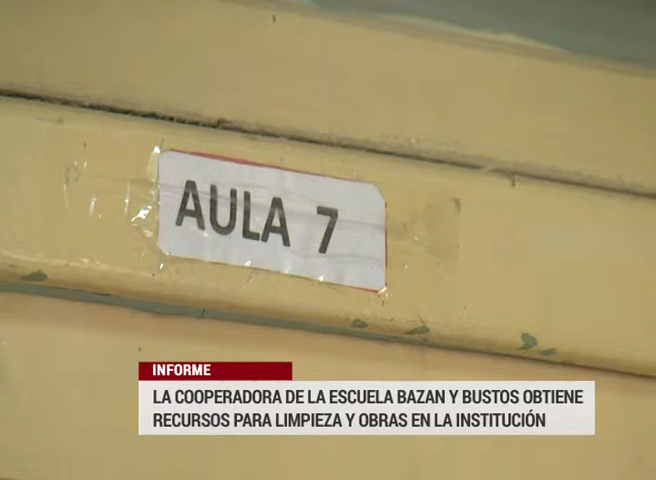 AULA 7
INFORME
LA COOPERADORA DE LA ESCUELA BAZAN Y BUSTOS OBTIENE
RECURSOS PARA LIMPIEZA Y OBRAS EN LA INSTITUCIÓN